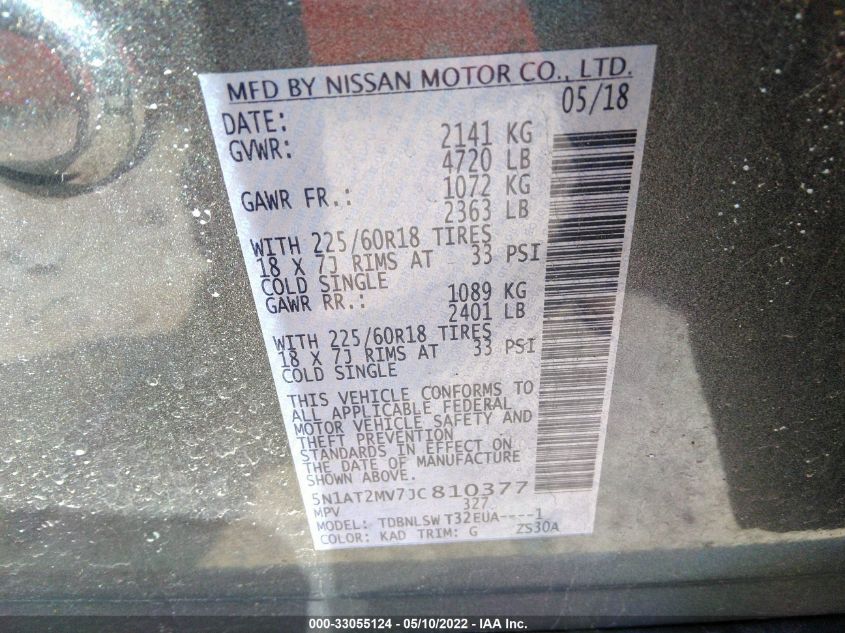 MFD BY NISSAN MOTOR CO., LTD.
DATE: 05/18
GVWR: 2141 KG
4720 LB
GAWR FR.: 1072 KG
2363 LB
WITH 225/60R18 TIRES
18 X 7J RIMS AT 33 PSI
COLD SINGLE
GAWR RR.: 1089 KG
2401 LB
WITH 225/60R18 TIRES
18 X 7J RIMS AT 33 PSI
COLD SINGLE
THIS VEHICLE CONFORMS TO
ALL APPLICABLE FEDERAL
MOTOR VEHICLE SAFETY AND
THEFT PREVENTION
STANDARDS IN EFFECT ON
THE DATE OF MANUFACTURE
SHOWN ABOVE.
5N1AT2MV7JC810377
MPV 327
MODEL: TDBNLSW T32EUA-----1
COLOR: KAD TRIM: G ZS30A
000-33055124 - 05/10/2022 - IAA Inc.